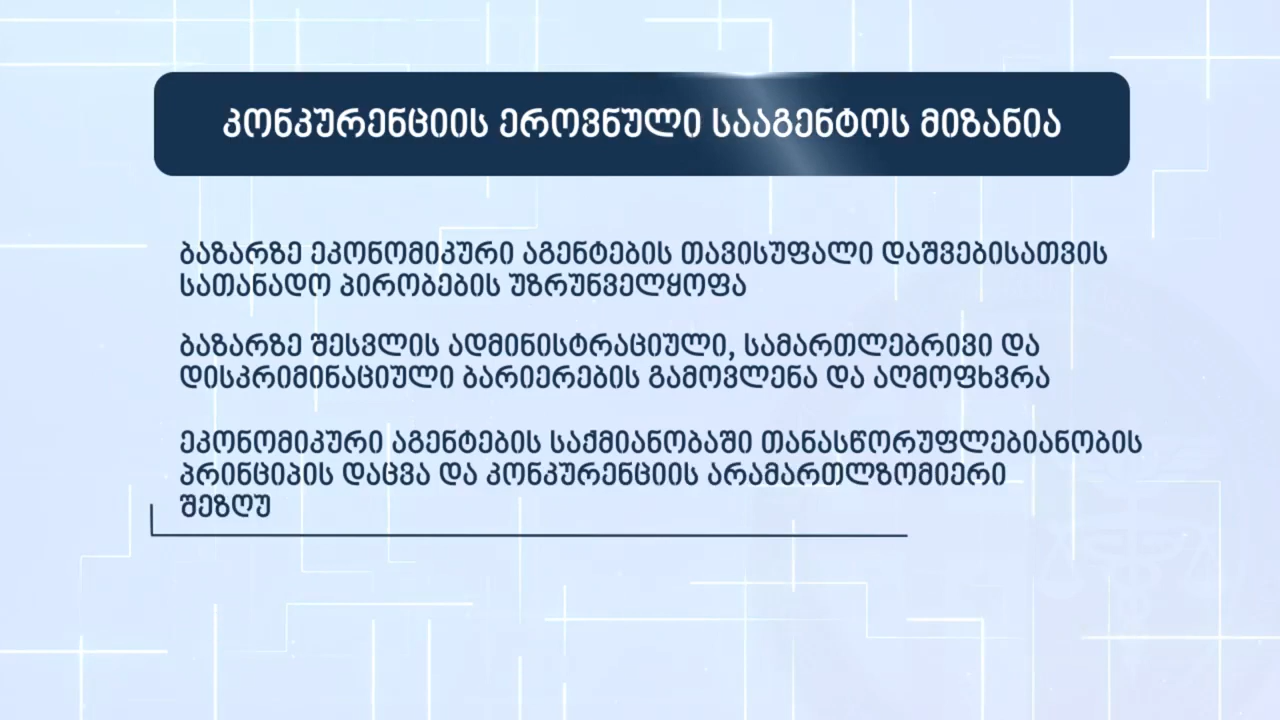 კონკურენციის ეროვნული სააგენტოს მიზანია
ბაზარზე ეკონომიკური აგენტების თავისუფალი დაშვებისათვის
სათანადო პირობების უზრუნველყოფა
ბაზარზე შესვლის ადმინისტრაციული, სამართლებრივი და
დისკრიმინაციული ბარიერების გამოვლენა და აღმოფხვრა
ეკონომიკური აგენტების საქმიანობაში თანასწორუფლებიანობის
პრინციპის დაცვა და კონკურენციის არამართლზომიერი
შეზღუ